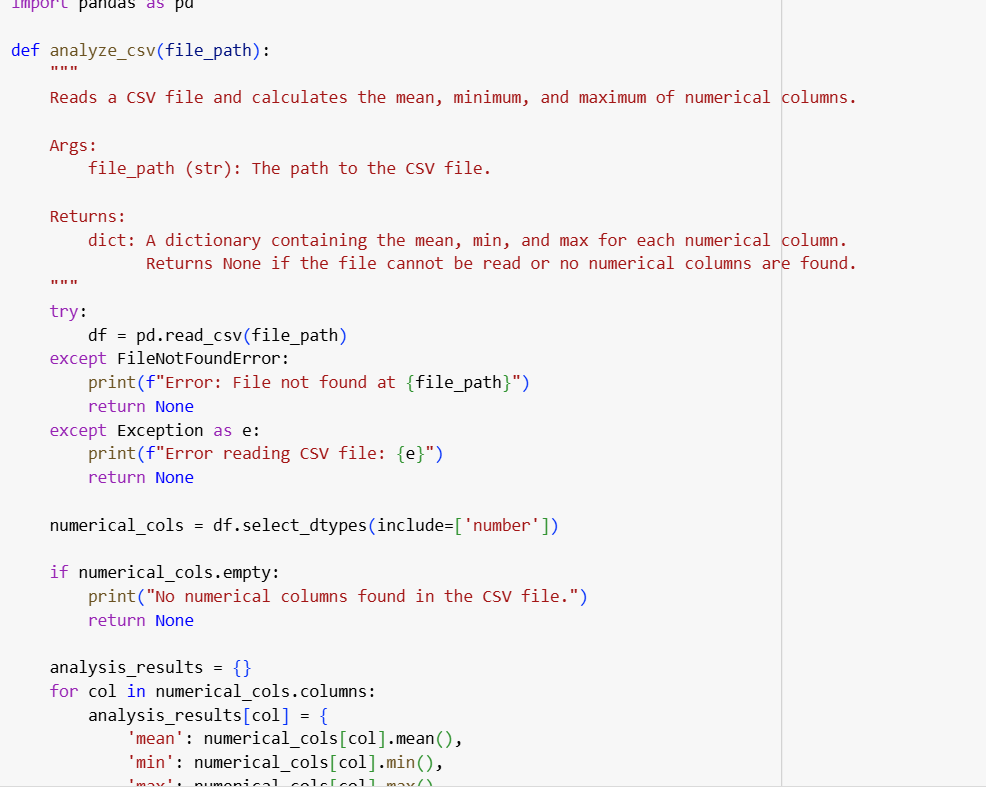 import pandas as pd

def analyze_csv(file_path):
    """
    Reads a CSV file and calculates the mean, minimum, and maximum of numerical columns.

    Args:
        file_path (str): The path to the CSV file.

    Returns:
        dict: A dictionary containing the mean, min, and max for each numerical column.
              Returns None if the file cannot be read or no numerical columns are found.
    """
    try:
        df = pd.read_csv(file_path)
    except FileNotFoundError:
        print(f"Error: File not found at {file_path}")
        return None
    except Exception as e:
        print(f"Error reading CSV file: {e}")
        return None

    numerical_cols = df.select_dtypes(include=['number'])

    if numerical_cols.empty:
        print("No numerical columns found in the CSV file.")
        return None

    analysis_results = {}
    for col in numerical_cols.columns:
        analysis_results[col] = {
            'mean': numerical_cols[col].mean(),
            'min': numerical_cols[col].min(),
            'max': numerical_cols[col].max()